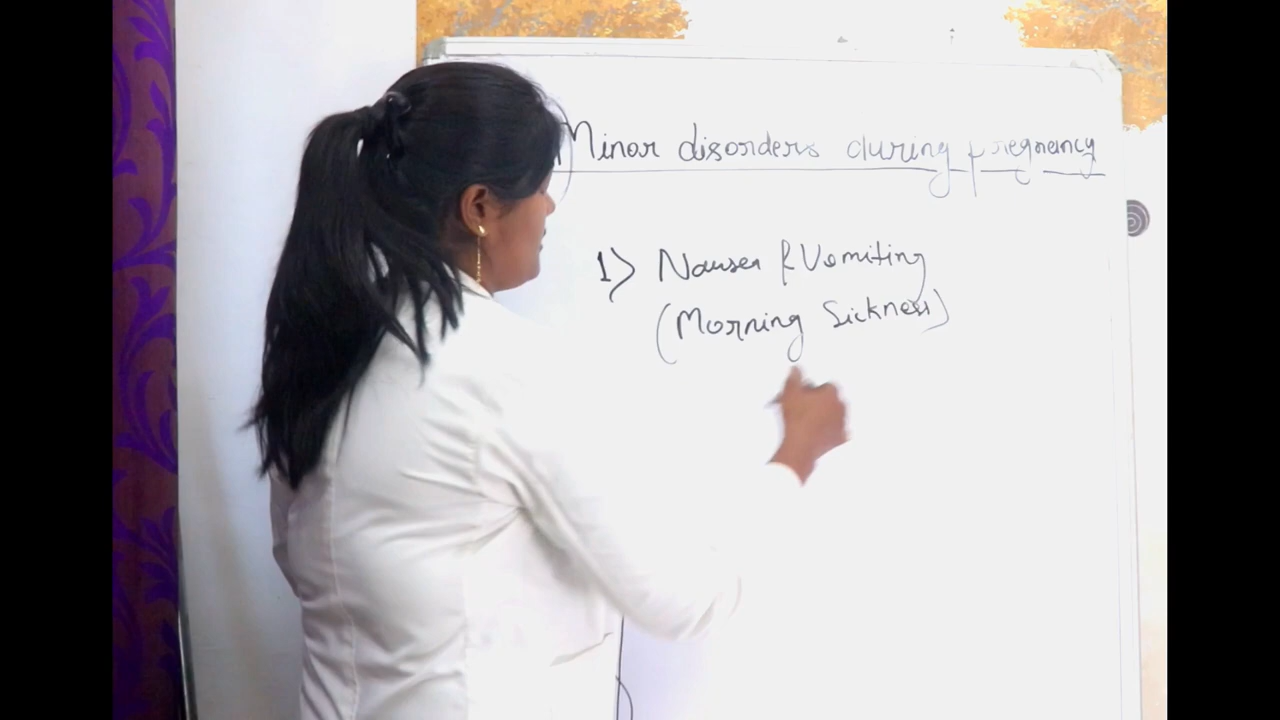 Minor disorders during pregnancy
1) Nausea & Vomiting
(Morning Sickness)